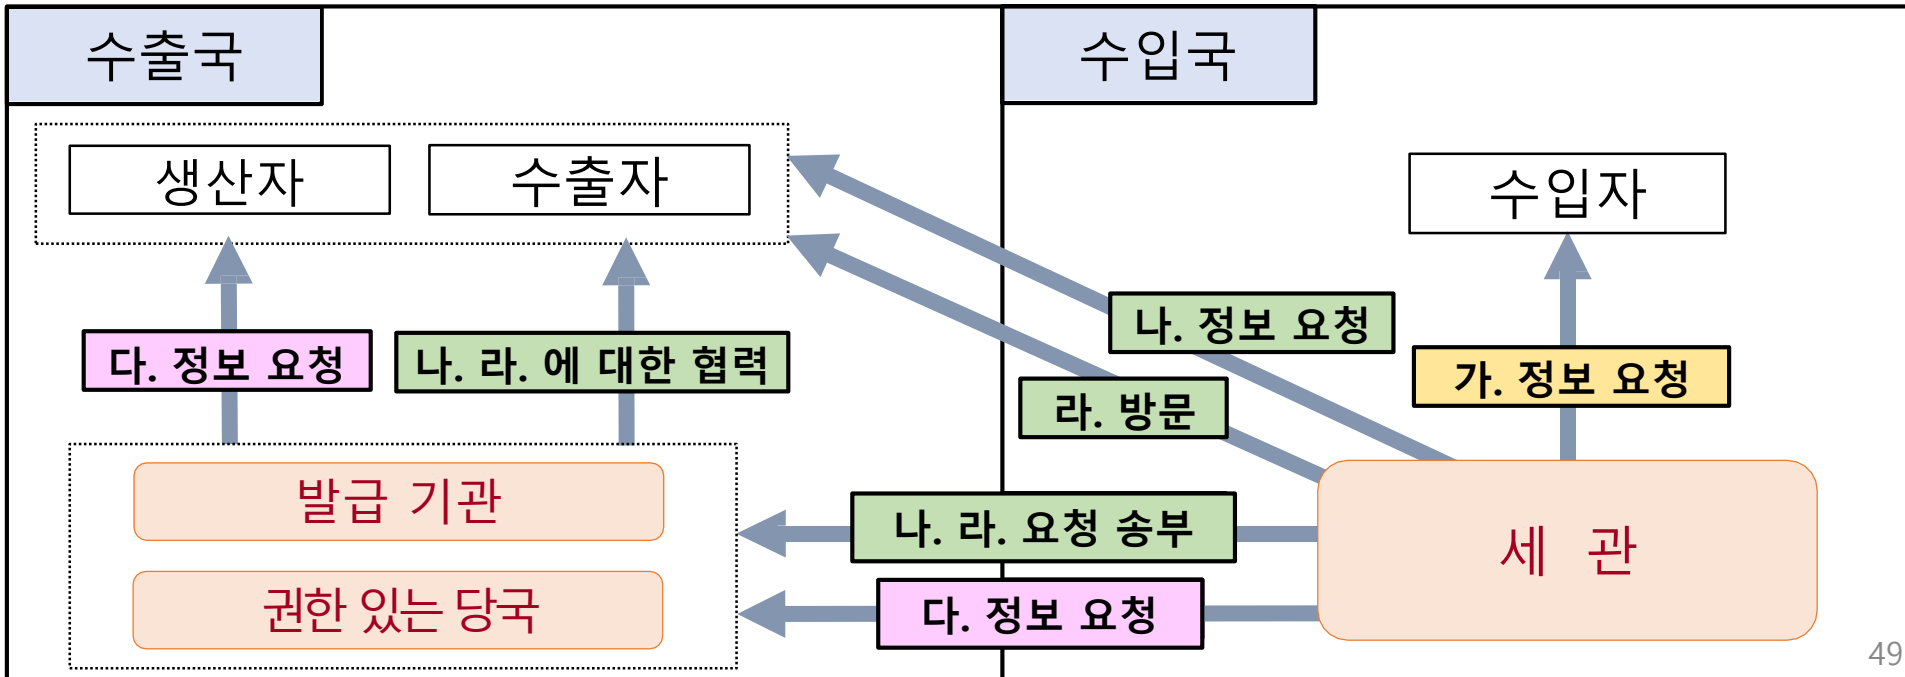 수출국
수입국
생산자
수출자
수입자
나. 정보 요청
다. 정보 요청
나. 라. 에 대한 협력
가. 정보 요청
라. 방문
발급 기관
나. 라. 요청 송부
세 관
권한 있는 당국
다. 정보 요청
49